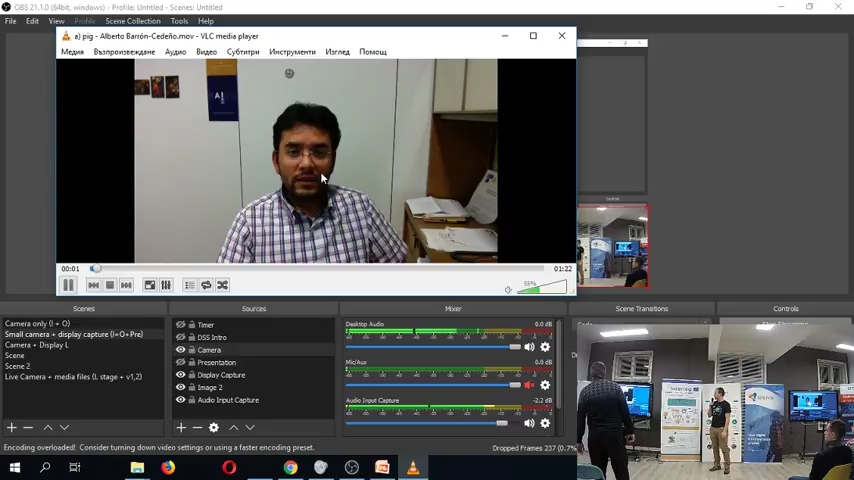 OBS 21.1.0 (64bit, windows) - Profile: Untitled - Scenes: Untitled
File Edit View Profile Scene Collection Tools Help
a) pig - Alberto Barrón-Cedeño.mov - VLC media player
Медия Възпроизвеждане Аудио Видео Субтитри Инструменти Изглед Помощ
00:01
01:22
55%
Scenes
Sources
Mixer
Scene Transitions
Controls
Camera only (I + O)
Small camera + display capture (I+O+Pre)
Camera + Display L
Scene
Scene 2
Live Camera + media files (L stage + v1,2)
Timer
DSS Intro
Camera
Presentation
Display Capture
Image 2
Audio Input Capture
Desktop Audio
0.0 dB
Mic/Aux
0.0 dB
Audio Input Capture
-2.2 dB
Encoding overloaded! Consider turning down video settings or using a faster encoding preset.
Dropped Frames 237 (0.7%